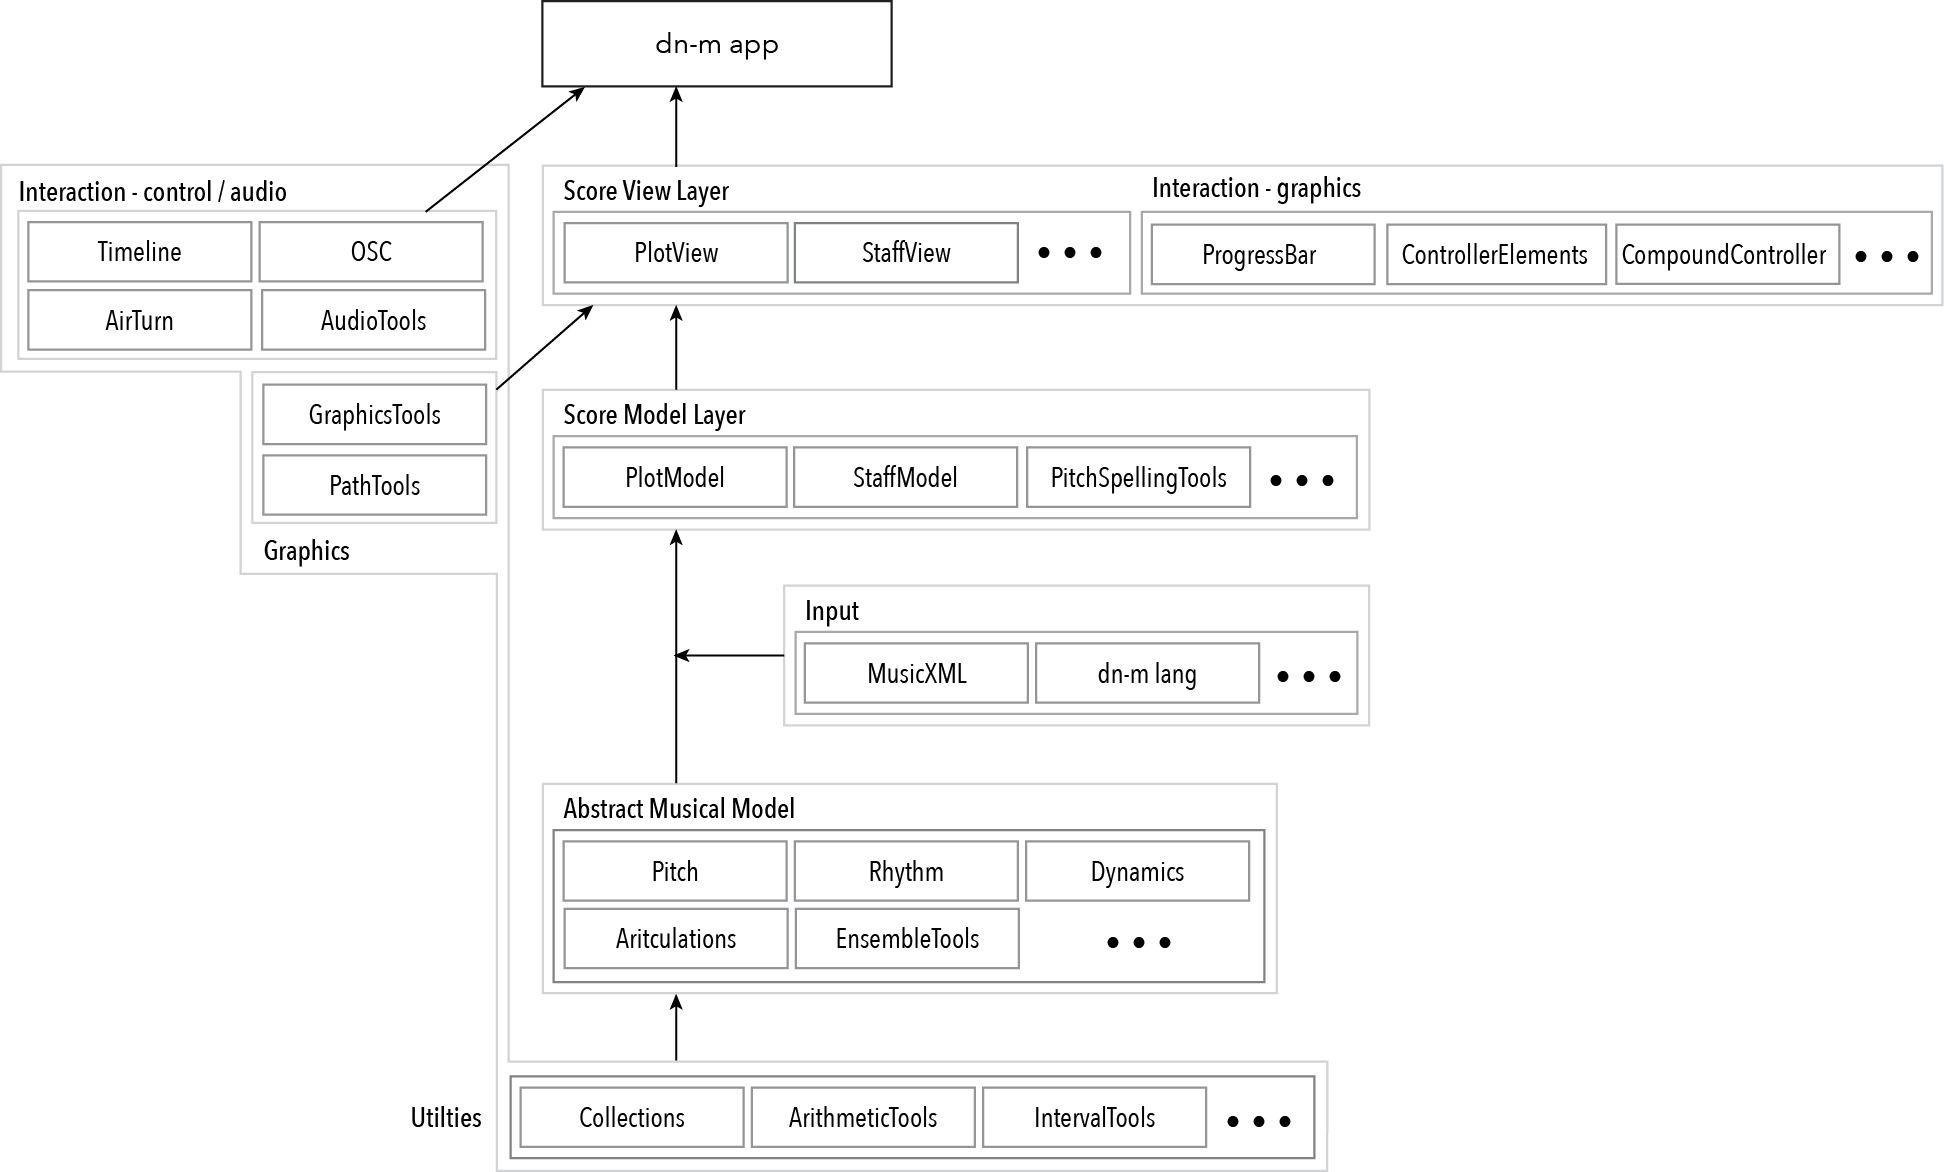 dn-m app
Interaction - control / audio
Timeline
OSC
AirTurn
AudioTools
GraphicsTools
PathTools
Graphics
Score View Layer
PlotView
StaffView
Interaction - graphics
ProgressBar
ControllerElements
CompoundController
Score Model Layer
PlotModel
StaffModel
PitchSpellingTools
Input
MusicXML
dn-m lang
Abstract Musical Model
Pitch
Rhythm
Dynamics
Aritculations
EnsembleTools
Utilties
Collections
ArithmeticTools
IntervalTools